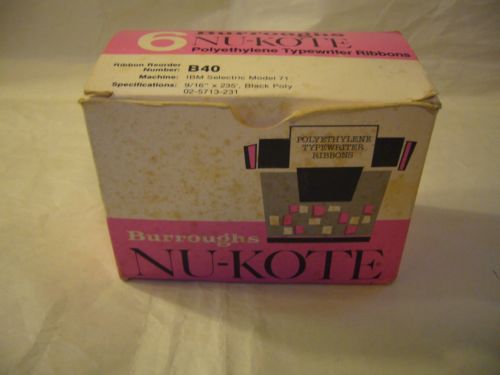 6 Burroughs
NU-KOTE
Polyethylene Typewriter Ribbons
Ribbon Reorder
Number: B40
Machine: IBM Selectric Model 71
Specifications: 9/16" x 235', Black Poly
02-5713-231
POLYETHYLENE
TYPEWRITER
RIBBONS
Burroughs
NU-KOTE